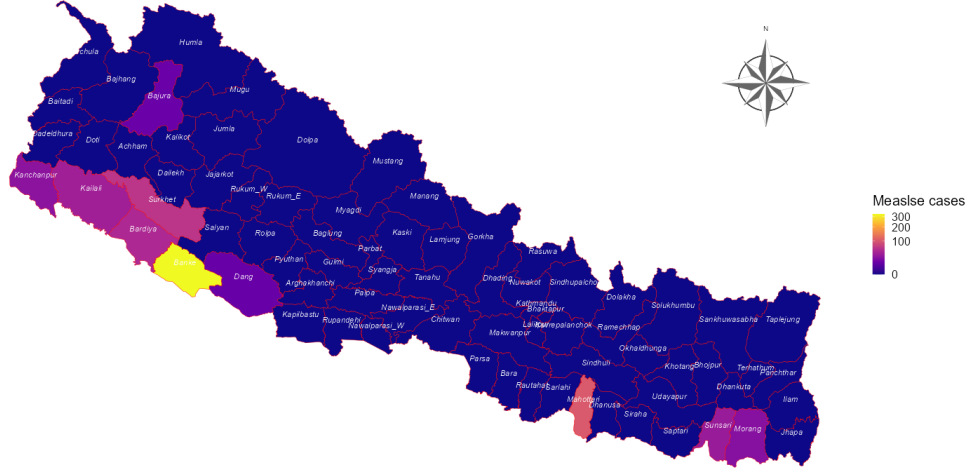 N
Humla
rchula
Bajhang
Mugu
Bajura
Baitadi
Jumla
Dadeldhura
Doti
Kalikot
Dolpa
Achham
Mustang
Kanchanpur
Dailekh
Jajarkot
Kailali
Rukum_W
Rukum_E
Manang
Surkhet
Myagdi
Bardiya
Salyan
Rolpa
Baglung
Kaski
Lamjung
Gorkha
Parbat
Rasuwa
Banke
Pyuthan
Gulmi
Syangja
Dang
Arghakhanchi
Tanahu
Dhading
Nuwakot
Sindhupalchok
Palpa
Dolakha
Kathmandu
Nawalparasi_E
Bhaktapur
Solukhumbu
Kapilbastu
Rupandehi
Nawalparasi_W
Chitwan
Lalitpur
Kavrepalanchok
Ramechhap
Sankhuwasabha
Taplejung
Makwanpur
Okhaldhunga
Parsa
Sindhuli
Khotang
Bhojpur
Terhathum
Panchthar
Bara
Rautahat
Sarlahi
Dhankuta
Mahottari
Dhanusa
Udayapur
Ilam
Siraha
Saptari
Sunsari
Morang
Jhapa
Measlse cases
300
200
100
0